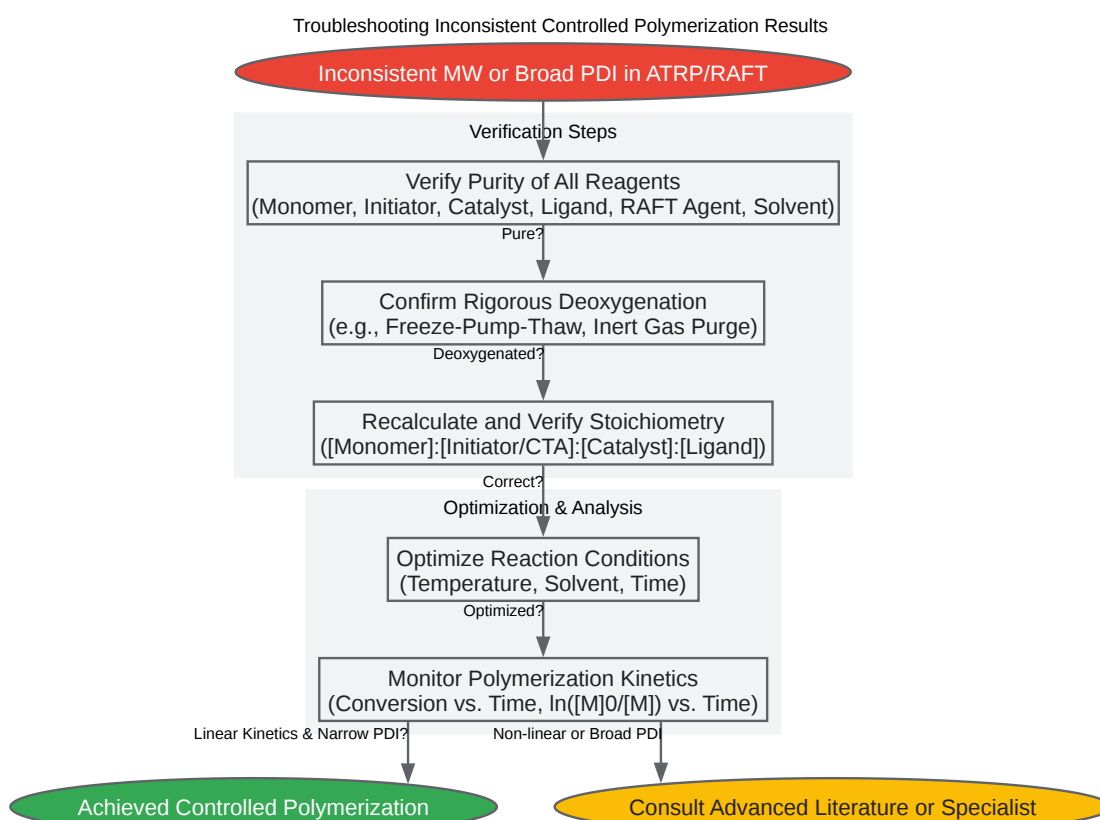 Troubleshooting Inconsistent Controlled Polymerization Results
Inconsistent MW or Broad PDI in ATRP/RAFT
Verification Steps
Verify Purity of All Reagents
(Monomer, Initiator, Catalyst, Ligand, RAFT Agent, Solvent)
Pure?
Confirm Rigorous Deoxygenation
(e.g., Freeze-Pump-Thaw, Inert Gas Purge)
Deoxygenated?
Recalculate and Verify Stoichiometry
([Monomer]:[Initiator/CTA]:[Catalyst]:[Ligand])
Correct?
Optimization & Analysis
Optimize Reaction Conditions
(Temperature, Solvent, Time)
Optimized?
Monitor Polymerization Kinetics
(Conversion vs. Time, ln([M]0/[M]) vs. Time)
Linear Kinetics & Narrow PDI?
Non-linear or Broad PDI
Achieved Controlled Polymerization
Consult Advanced Literature or Specialist